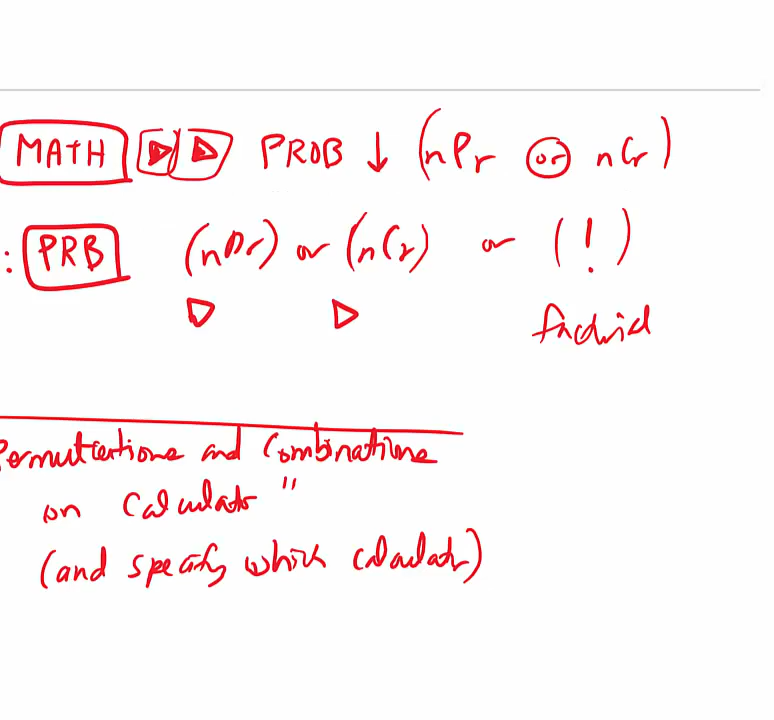 MATH ▷ ▷ PROB ↓ (nPr or nCr)
: PRB (nPr) or (nCr) or (!)
▷ ▷ factorial
Permutations and Combinations
on Calculator "
(and specify which calculator)